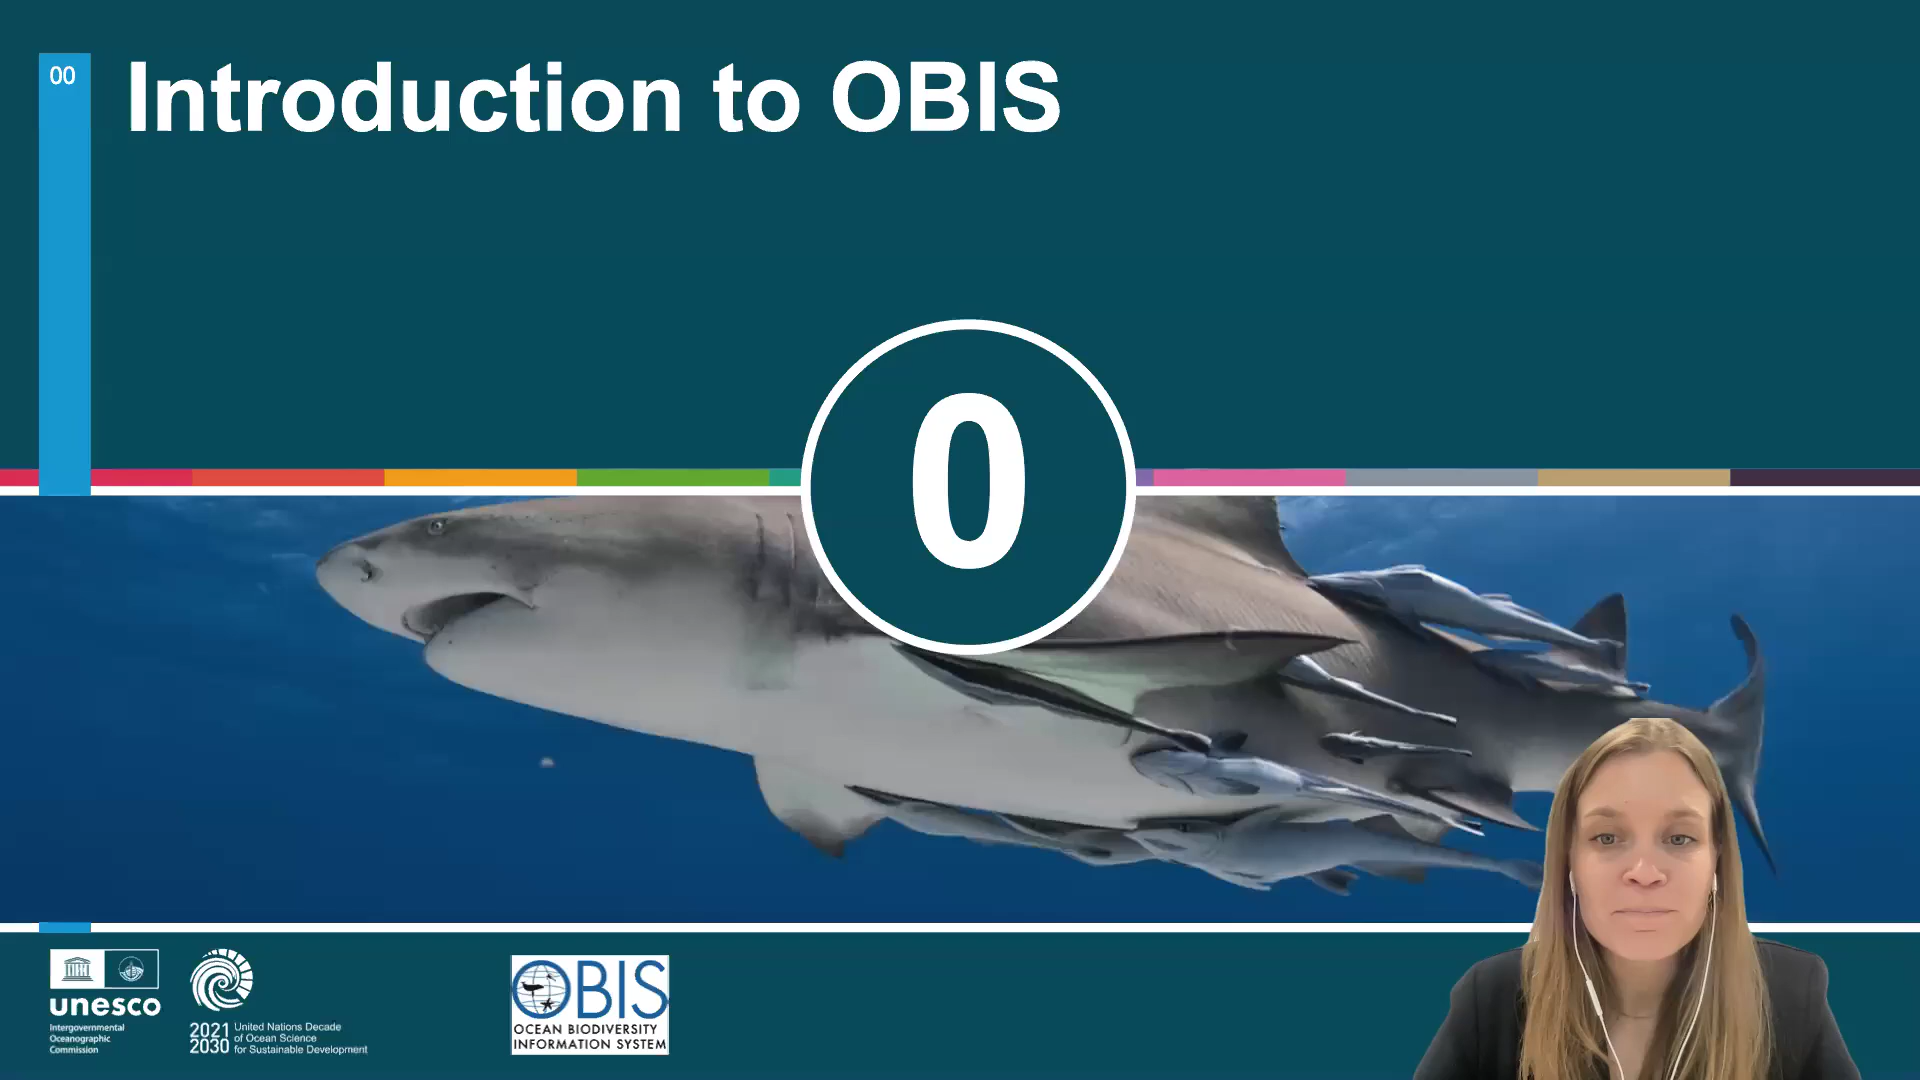 00
Introduction to OBIS
0
unesco
Intergovernmental
Oceanographic
Commission
2021
2030
United Nations Decade
of Ocean Science
for Sustainable Development
OBIS
OCEAN BIODIVERSITY
INFORMATION SYSTEM